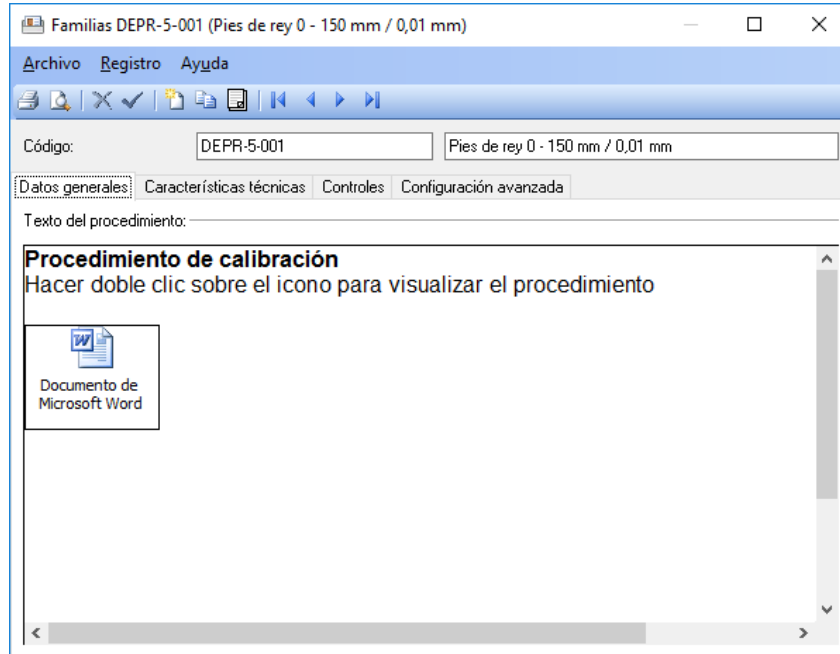 Familias DEPR-5-001 (Pies de rey 0 - 150 mm / 0,01 mm)
Archivo Registro Ayuda
Código: DEPR-5-001 Pies de rey 0 - 150 mm / 0,01 mm
Datos generales Características técnicas Controles Configuración avanzada
Texto del procedimiento:
Procedimiento de calibración
Hacer doble clic sobre el icono para visualizar el procedimiento
Documento de
Microsoft Word